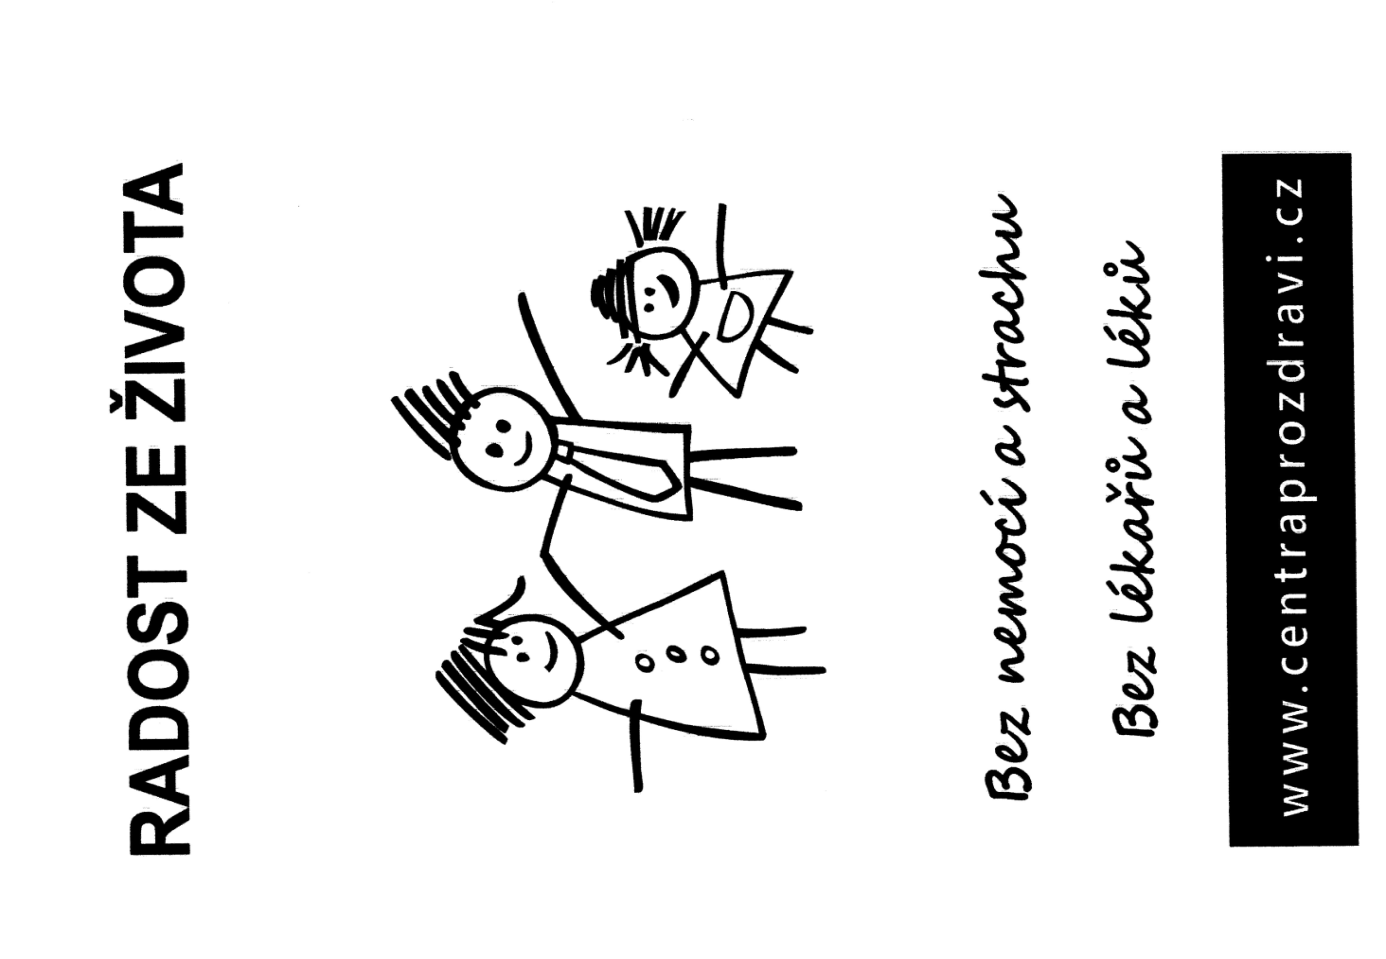 RADOST ZE ŽIVOTA
Bez nemocí a strachu
Bez lékařů a léků
www.centraprozdravi.cz